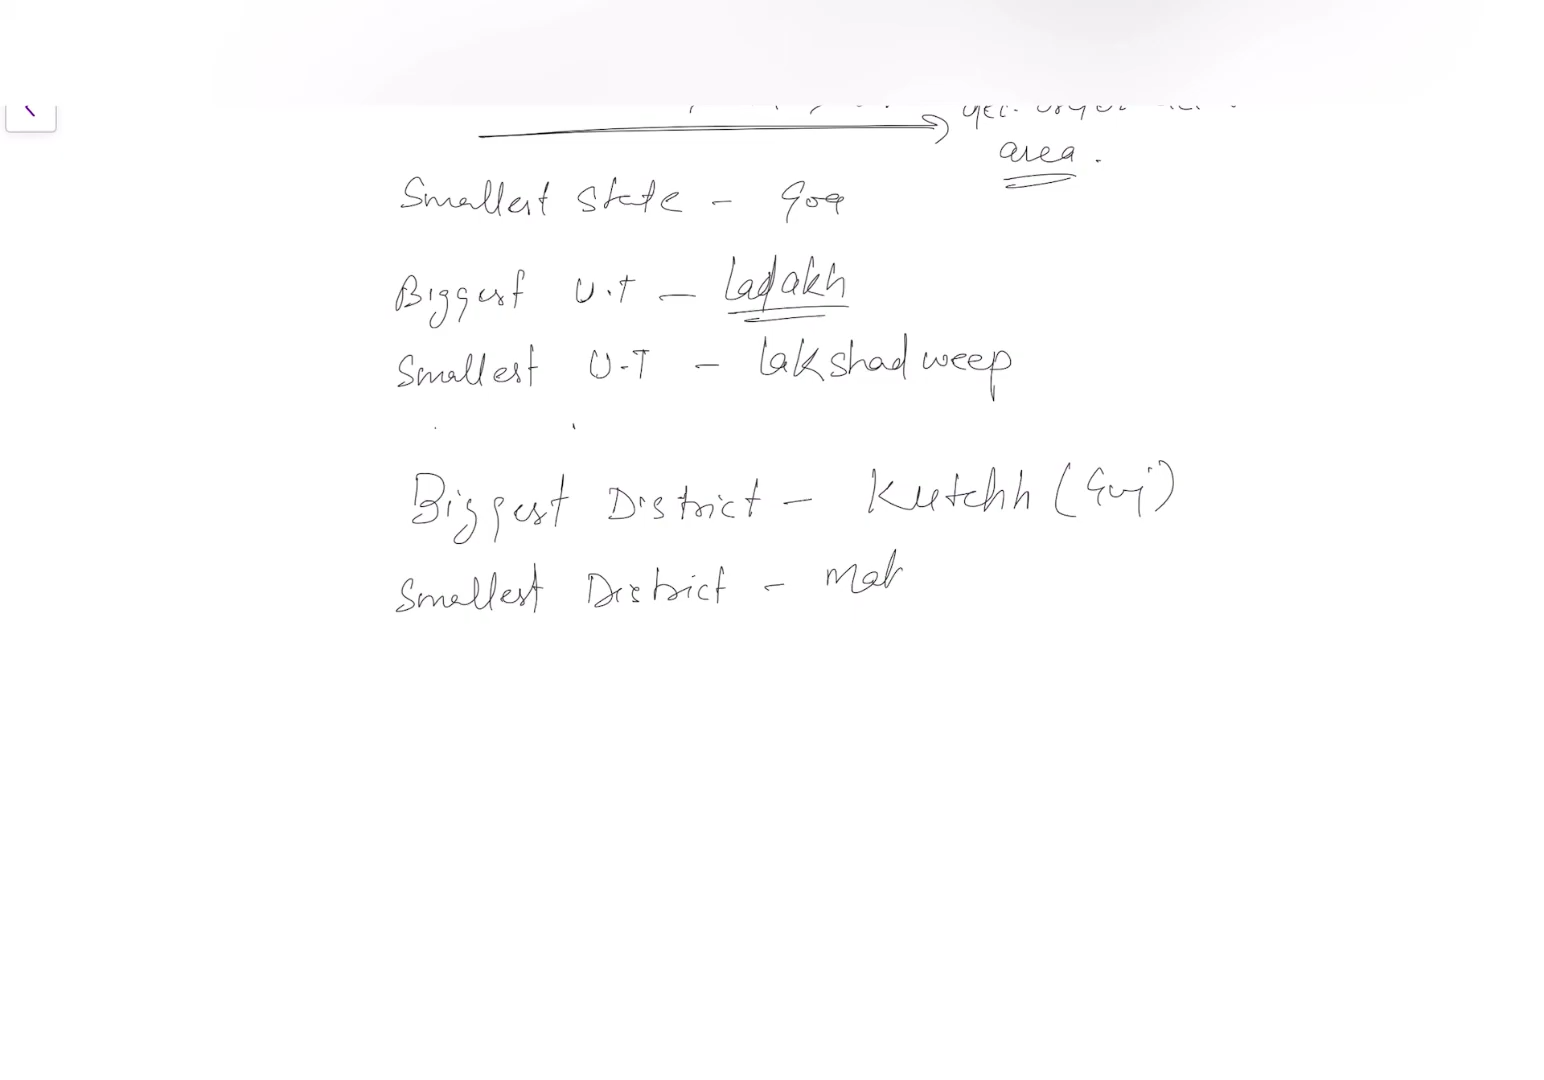 area.
Smallest state - Goa
Biggest U.T - Ladakh
Smallest U.T - Lakshadweep
Biggest District - Kutchh (Guj)
Smallest District - Mah